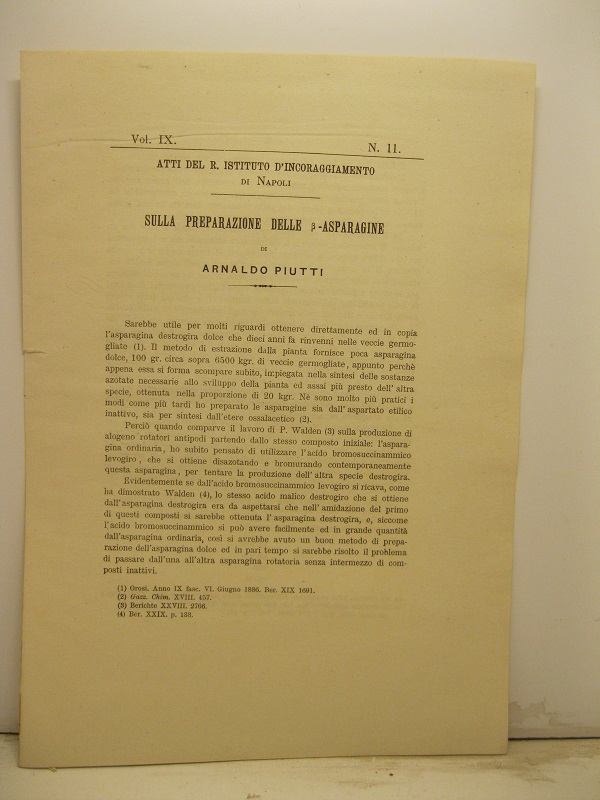 Vol. IX.
N. 11.
ATTI DEL R. ISTITUTO D'INCORAGGIAMENTO
DI NAPOLI
SULLA PREPARAZIONE DELLE β-ASPARAGINE
DI
ARNALDO PIUTTI
Sarebbe utile per molti riguardi ottenere direttamente ed in copia
l'asparagina destrogira dolce che dieci anni fa rinvenni nelle veccie germo-
gliate (1). Il metodo di estrazione dalla pianta fornisce poca asparagina
dolce, 100 gr. circa sopra 6500 kgr. di veccie germogliate, appunto perchè
appena essa si forma scompare subito, impiegata nella sintesi delle sostanze
azotate necessarie allo sviluppo della pianta ed assai più presto dell'altra
specie, ottenuta nella proporzione di 20 kgr. Nè sono molto più pratici i
modi come più tardi ho preparato le asparagine sia dall'aspartato etilico
inattivo, sia per sintesi dall'etere ossalacetico (2).
Perciò quando comparve il lavoro di P. Walden (3) sulla produzione di
alogeno rotatori antipodi partendo dallo stesso composto iniziale: l'aspara-
gina ordinaria, ho subito pensato di utilizzare l'acido bromosuccinammico
levogiro, che si ottiene disazotando e bromurando contemporaneamente
questa asparagina, per tentare la produzione dell'altra specie destrogira.
Evidentemente se dall'acido bromosuccinammico levogiro si ricava, come
ha dimostrato Walden (4), lo stesso acido malico destrogiro che si ottiene
dall'asparagina destrogira era da aspettarsi che nell'amidazione del primo
di questi composti si sarebbe ottenuta l'asparagina destrogira, e, siccome
l'acido bromosuccinammico si può avere facilmente ed in grande quantità
dall'asparagina ordinaria, così si avrebbe avuto un buon metodo di prepa-
razione dell'asparagina dolce ed in pari tempo si sarebbe risolto il problema
di passare dall'una all'altra asparagina rotatoria senza intermezzo di com-
posti inattivi.
(1) Orosi. Anno IX fasc. VI. Giugno 1886. Ber. XIX 1691.
(2) Gazz. Chim. XVIII. 457.
(3) Berichte XXVIII. 2766.
(4) Ber. XXIX. p. 133.